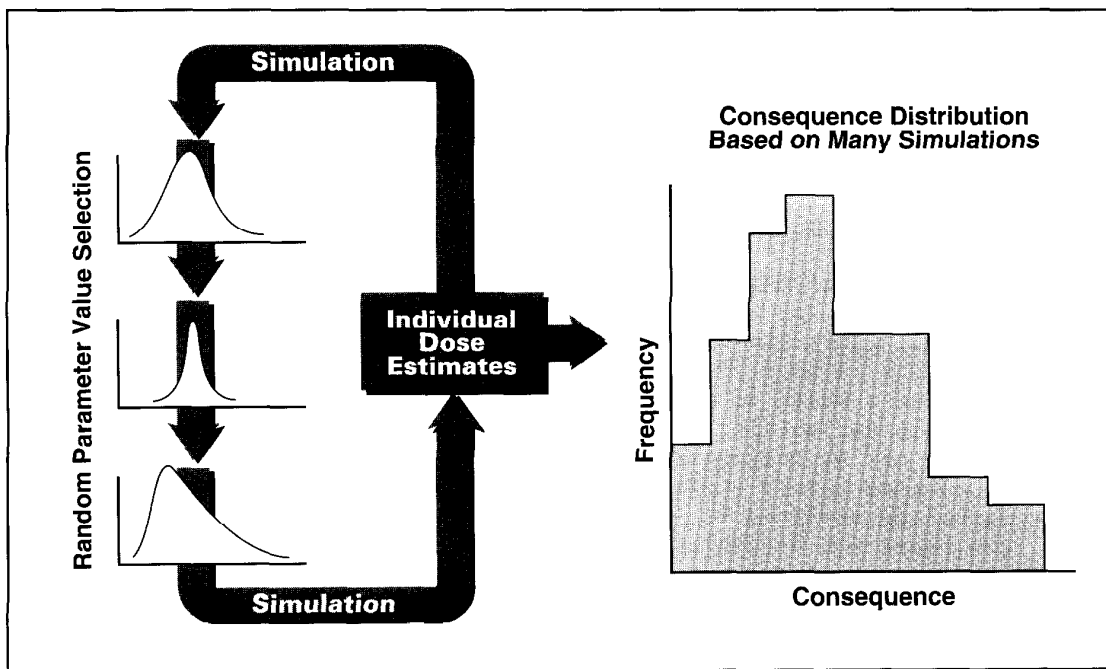 Simulation
Random Parameter Value Selection
Individual
Dose
Estimates
Simulation
Consequence Distribution
Based on Many Simulations
Frequency
Consequence